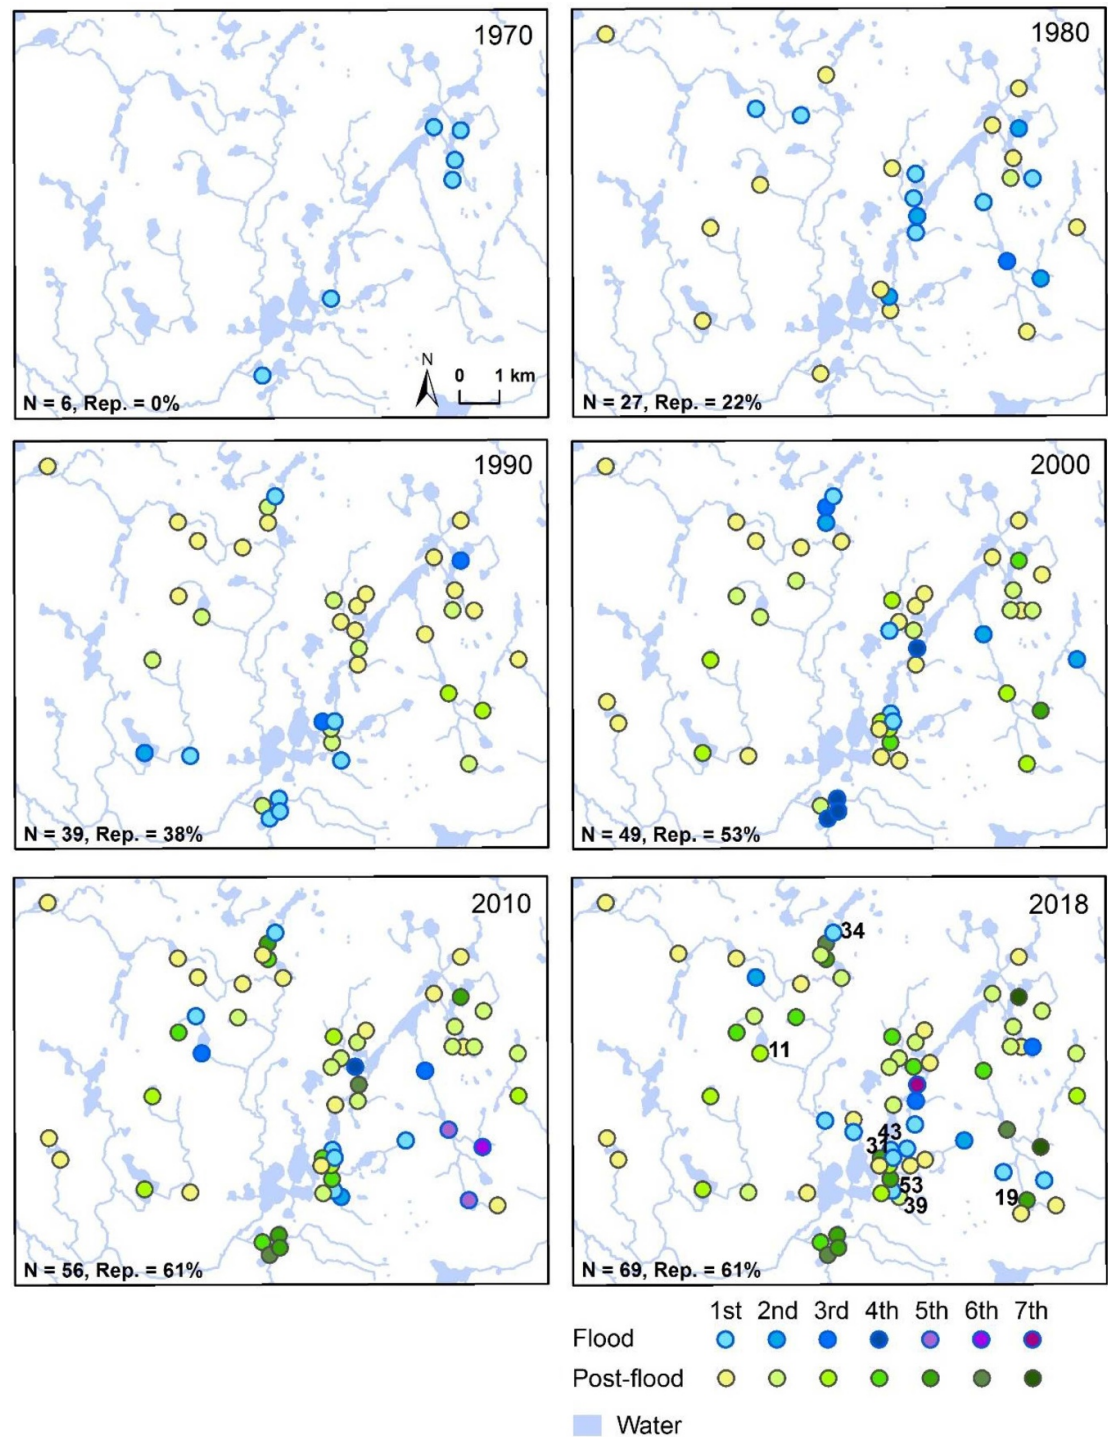 1970
N
0 1 km
N = 6, Rep. = 0%
1980
N = 27, Rep. = 22%
1990
N = 39, Rep. = 38%
2000
N = 49, Rep. = 53%
2010
N = 56, Rep. = 61%
2018
34
11
43
31
53
39
19
N = 69, Rep. = 61%
1st 2nd 3rd 4th 5th 6th 7th
Flood
Post-flood
Water